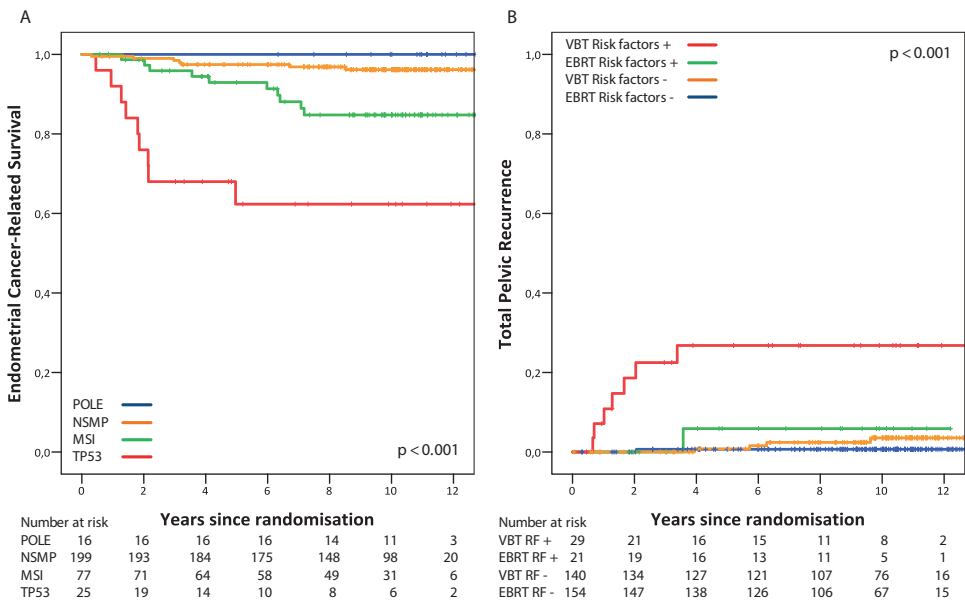 A
Endometrial Cancer-Related Survival
1,0
0,8
0,6
0,4
0,2
0,0
POLE
NSMP
MSI
TP53
p < 0.001
0 2 4 6 8 10 12
Years since randomisation
Number at risk
POLE 16 16 16 16 14 11 3
NSMP 199 193 184 175 148 98 20
MSI 77 71 64 58 49 31 6
TP53 25 19 14 10 8 6 2
B
Total Pelvic Recurrence
1,0
0,8
0,6
0,4
0,2
0,0
VBT Risk factors +
EBRT Risk factors +
VBT Risk factors -
EBRT Risk factors -
p < 0.001
0 2 4 6 8 10 12
Years since randomisation
Number at risk
VBT RF + 29 21 16 15 11 8 2
EBRT RF + 21 19 16 13 11 5 1
VBT RF - 140 134 127 121 107 76 16
EBRT RF - 154 147 138 126 106 67 15